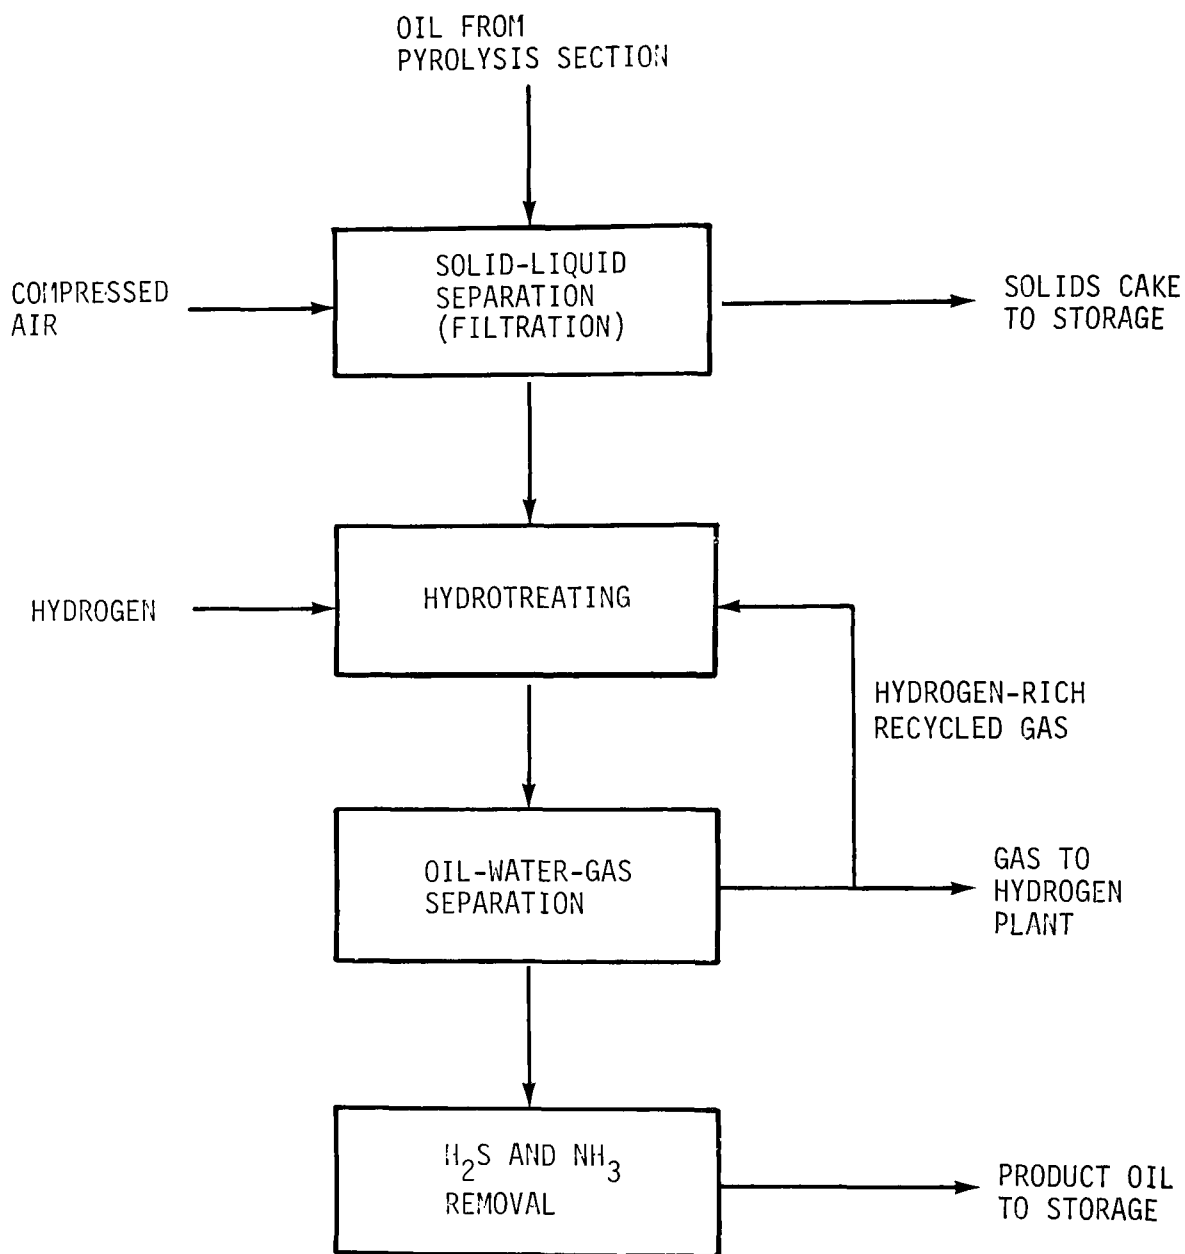 OIL FROM
PYROLYSIS SECTION
COMPRESSED
AIR
SOLID-LIQUID
SEPARATION
(FILTRATION)
SOLIDS CAKE
TO STORAGE
HYDROGEN
HYDROTREATING
HYDROGEN-RICH
RECYCLED GAS
OIL-WATER-GAS
SEPARATION
GAS TO
HYDROGEN
PLANT
H₂S AND NH₃
REMOVAL
PRODUCT OIL
TO STORAGE